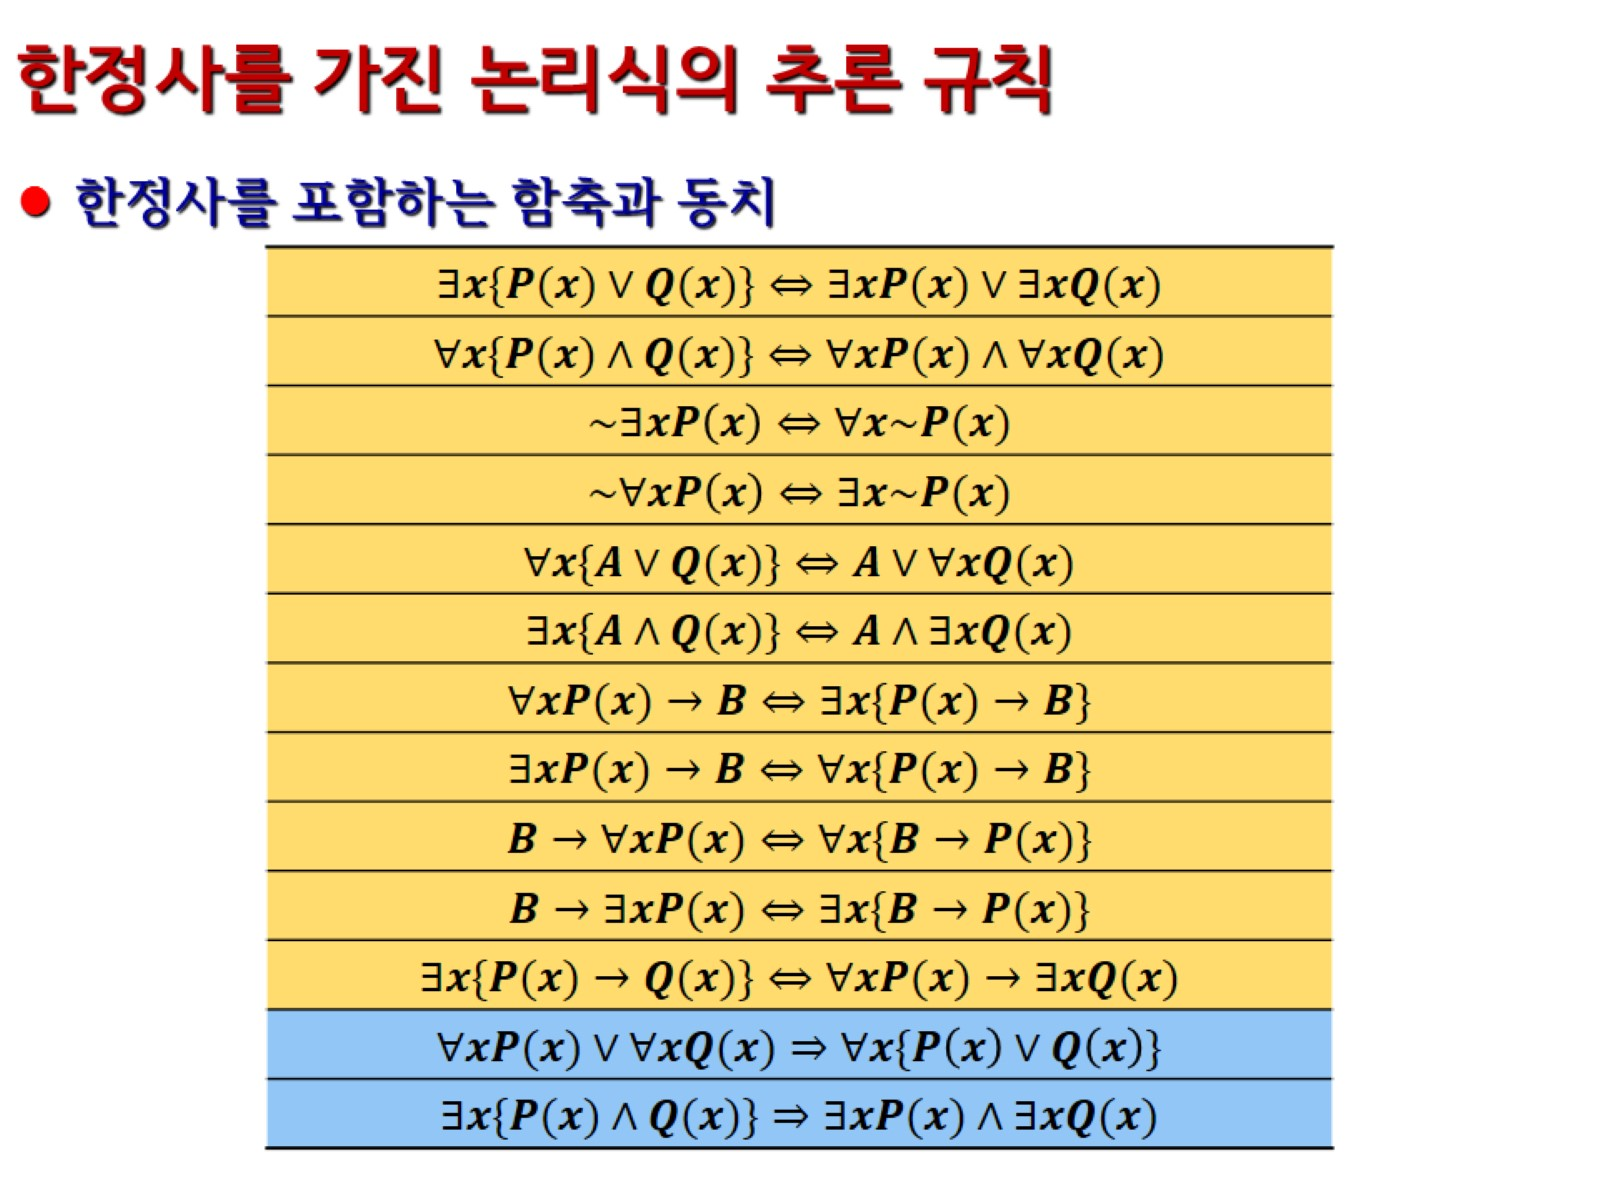 한정사를 가진 논리식의 추론 규칙
● 한정사를 포함하는 함축과 동치
∃x{P(x) ∨ Q(x)} ⇔ ∃xP(x) ∨ ∃xQ(x)
∀x{P(x) ∧ Q(x)} ⇔ ∀xP(x) ∧ ∀xQ(x)
~∃xP(x) ⇔ ∀x~P(x)
~∀xP(x) ⇔ ∃x~P(x)
∀x{A ∨ Q(x)} ⇔ A ∨ ∀xQ(x)
∃x{A ∧ Q(x)} ⇔ A ∧ ∃xQ(x)
∀xP(x) → B ⇔ ∃x{P(x) → B}
∃xP(x) → B ⇔ ∀x{P(x) → B}
B → ∀xP(x) ⇔ ∀x{B → P(x)}
B → ∃xP(x) ⇔ ∃x{B → P(x)}
∃x{P(x) → Q(x)} ⇔ ∀xP(x) → ∃xQ(x)
∀xP(x) ∨ ∀xQ(x) ⇒ ∀x{P(x) ∨ Q(x)}
∃x{P(x) ∧ Q(x)} ⇒ ∃xP(x) ∧ ∃xQ(x)